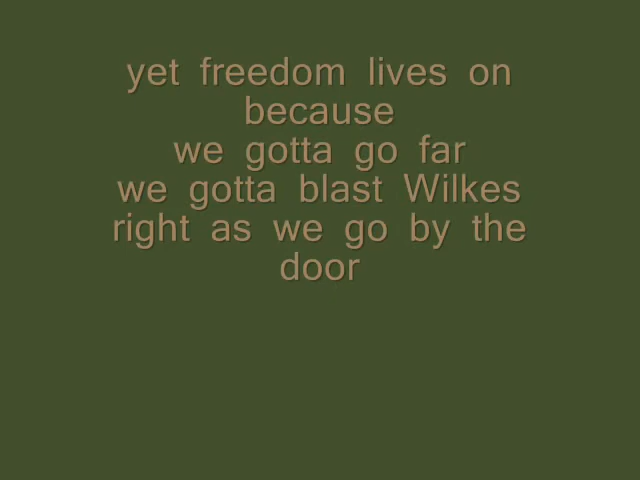 yet freedom lives on
because
we gotta go far
we gotta blast Wilkes
right as we go by the
door